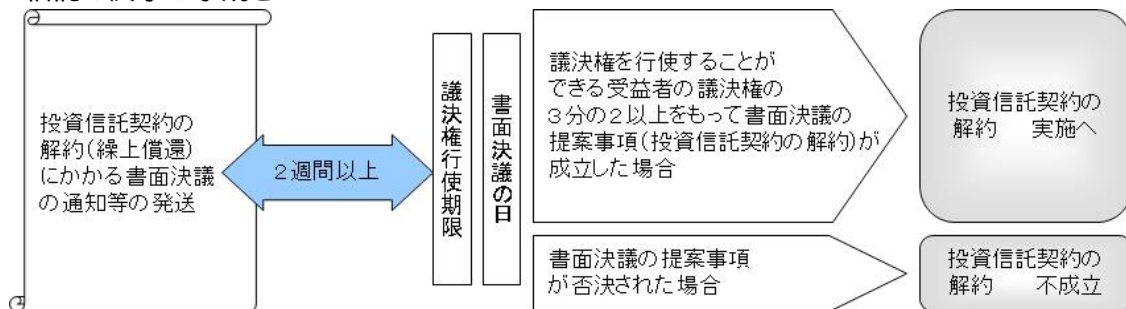 投資信託契約の
解約(繰上償還)
にかかる書面決議
の通知等の発送
2週間以上
議決権行使期限
書面決議の日
議決権を行使することが
できる受益者の議決権の
3分の2以上をもって書面決議の
提案事項(投資信託契約の解約)が
成立した場合
投資信託契約の
解約　実施へ
書面決議の提案事項
が否決された場合
投資信託契約の
解約　不成立